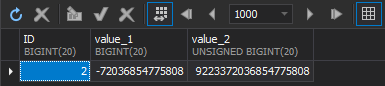 1000
ID value_1 value_2
BIGINT(20) BIGINT(20) UNSIGNED BIGINT(20)
2 -72036854775808 9223372036854775808